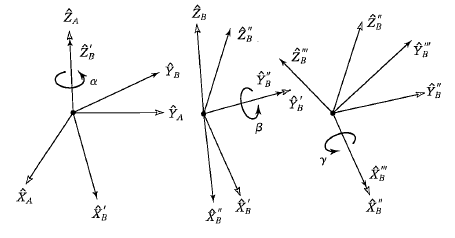 Ẑ_A
Ẑ′_B
α
Ŷ_B
Ŷ_A
X̂_A
X̂′_B
Ẑ_B
Ẑ″_B
Ŷ″_B
Ŷ′_B
β
X̂′_B
X̂″_B
Ẑ‴_B
Ẑ″_B
Ŷ‴_B
Ŷ″_B
γ
X̂‴_B
X̂″_B